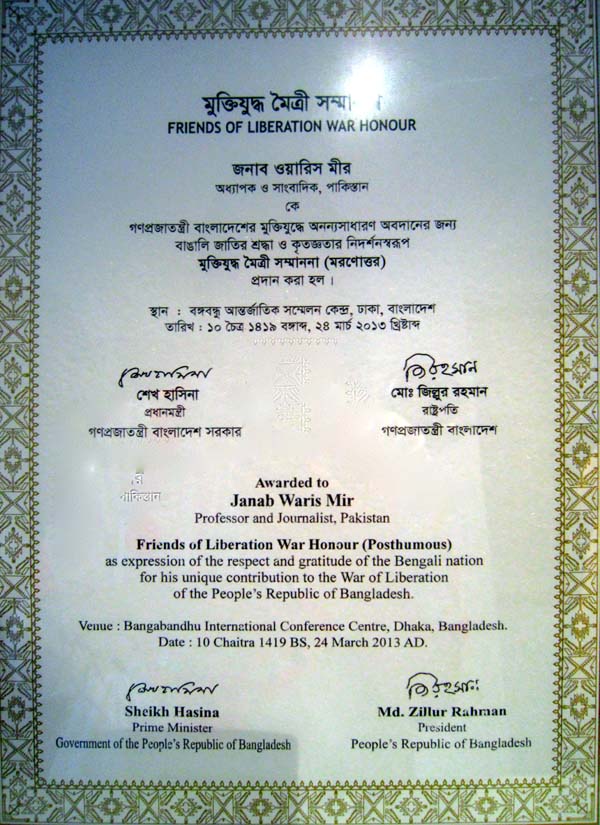 মুক্তিযুদ্ধ মৈত্রী সম্মাননা
FRIENDS OF LIBERATION WAR HONOUR
জনাব ওয়ারিস মীর
অধ্যাপক ও সাংবাদিক, পাকিস্তান
কে
গণপ্রজাতন্ত্রী বাংলাদেশের মুক্তিযুদ্ধে অনন্যসাধারণ অবদানের জন্য
বাঙালি জাতির শ্রদ্ধা ও কৃতজ্ঞতার নিদর্শনস্বরূপ
মুক্তিযুদ্ধ মৈত্রী সম্মাননা (মরণোত্তর)
প্রদান করা হল ।
স্থান : বঙ্গবন্ধু আন্তর্জাতিক সম্মেলন কেন্দ্র, ঢাকা, বাংলাদেশ
তারিখ : ১০ চৈত্র ১৪১৯ বঙ্গাব্দ, ২৪ মার্চ ২০১৩ খ্রিষ্টাব্দ
শেখ হাসিনা
প্রধানমন্ত্রী
গণপ্রজাতন্ত্রী বাংলাদেশ সরকার
মোঃ জিল্লুর রহমান
রাষ্ট্রপতি
গণপ্রজাতন্ত্রী বাংলাদেশ
Awarded to
Janab Waris Mir
Professor and Journalist, Pakistan
Friends of Liberation War Honour (Posthumous)
as expression of the respect and gratitude of the Bengali nation
for his unique contribution to the War of Liberation
of the People's Republic of Bangladesh.
Venue : Bangabandhu International Conference Centre, Dhaka, Bangladesh.
Date : 10 Chaitra 1419 BS, 24 March 2013 AD.
Sheikh Hasina
Prime Minister
Government of the People's Republic of Bangladesh
Md. Zillur Rahman
President
People's Republic of Bangladesh